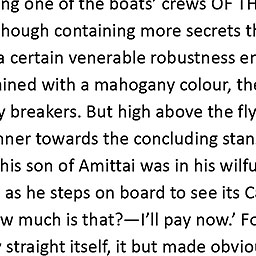 ng one of the boats’ crews OF TH
hough containing more secrets th
a certain venerable robustness er
ined with a mahogany colour, the
y breakers. But high above the fly
nner towards the concluding stan
his son of Amittai was in his wilfu
as he steps on board to see its Ca
w much is that?—I’ll pay now.’ Fo
straight itself, it but made obviou